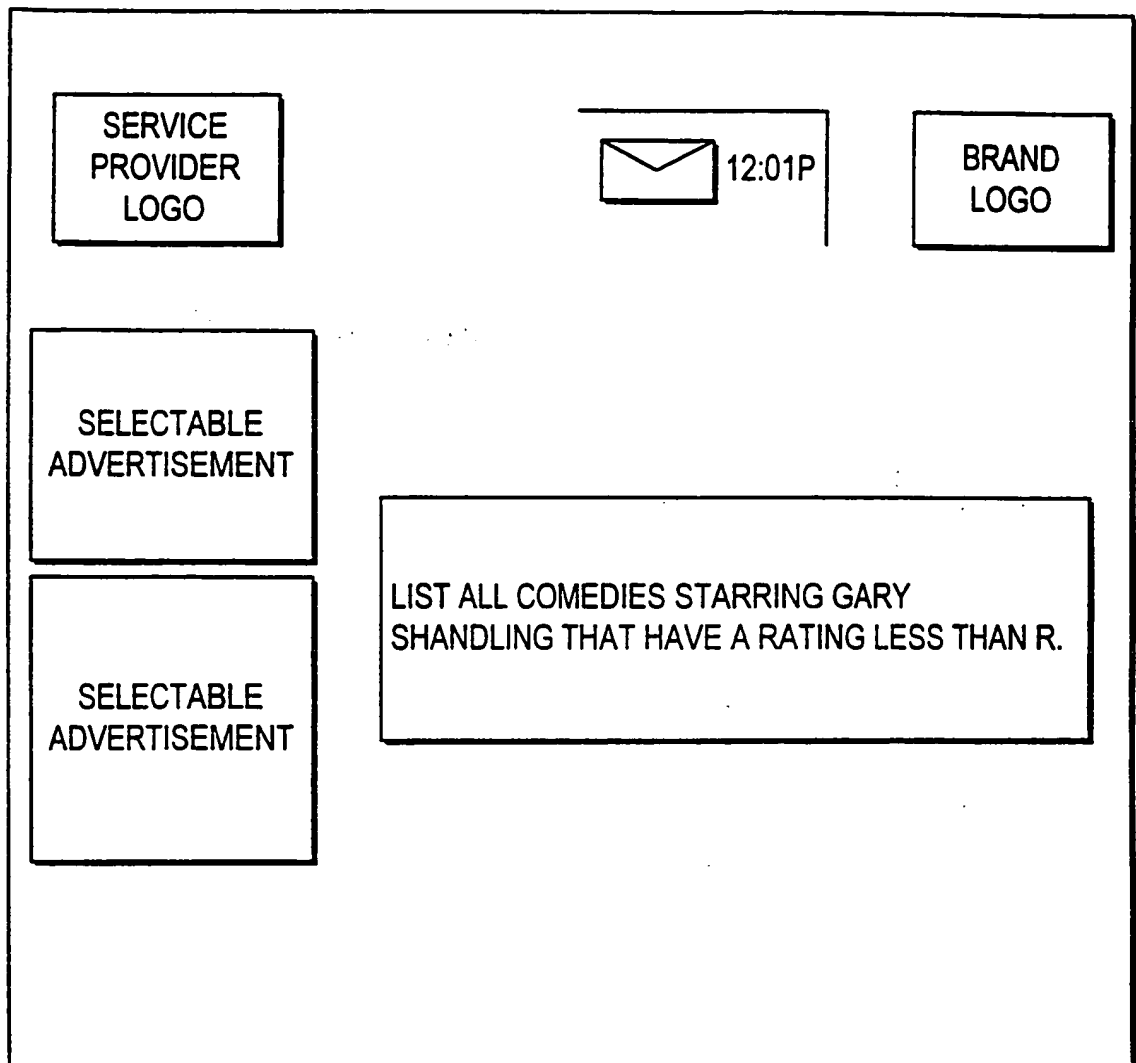 SERVICE
PROVIDER
LOGO
12:01P
BRAND
LOGO
SELECTABLE
ADVERTISEMENT
LIST ALL COMEDIES STARRING GARY
SHANDLING THAT HAVE A RATING LESS THAN R.
SELECTABLE
ADVERTISEMENT